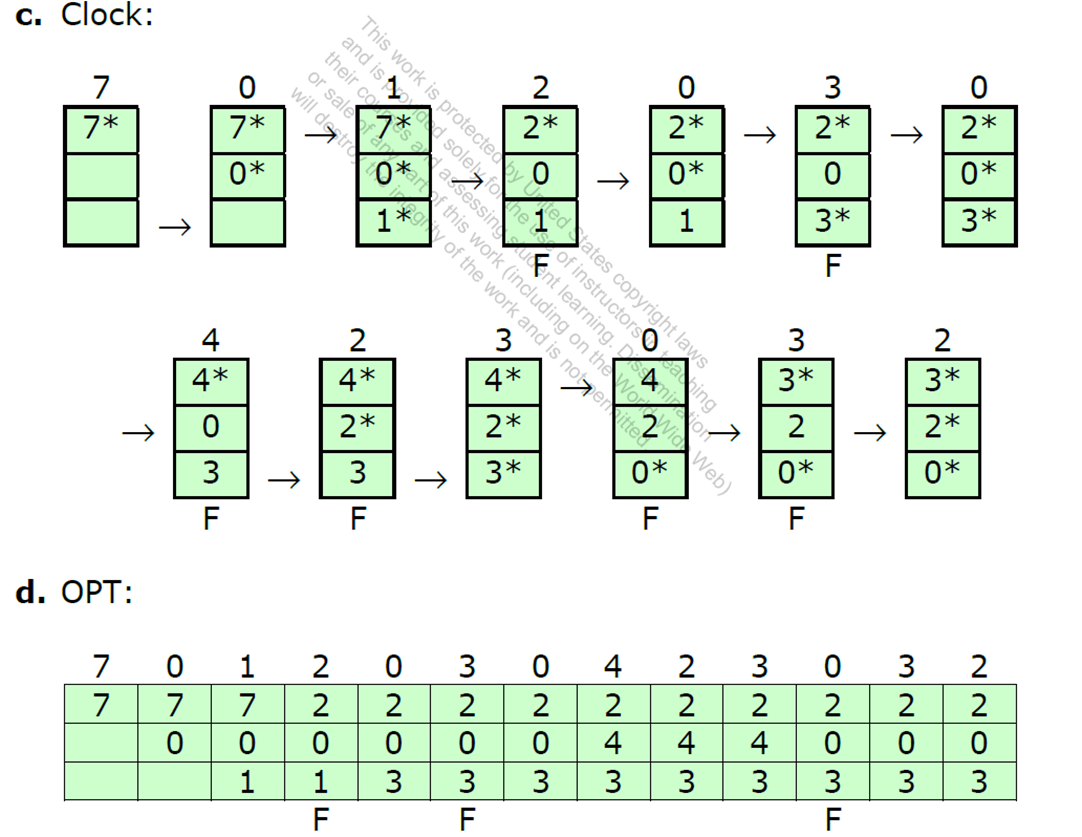 c. Clock:
7 0 1 2 0 3 0
7* 7* → 7* 2* 2* → 2* → 2*
0* 0* → 0 → 0* 0 0*
→ 1* 1 1 3* 3*
F F
4 2 3 0 3 2
4* 4* 4* → 4 3* 3*
→ 0 2* 2* 2 → 2 → 2*
3 → 3 → 3* 0* 0* 0*
F F F F
d. OPT:
7 0 1 2 0 3 0 4 2 3 0 3 2
7 7 7 2 2 2 2 2 2 2 2 2 2
0 0 0 0 0 0 4 4 4 0 0 0
1 1 3 3 3 3 3 3 3 3 3
F F F
This work is protected by United States copyright laws
and is provided solely for the use of instructors in teaching
their courses and assessing student learning. Dissemination
or sale of any part of this work (including on the World Wide Web)
will destroy the integrity of the work and is not permitted